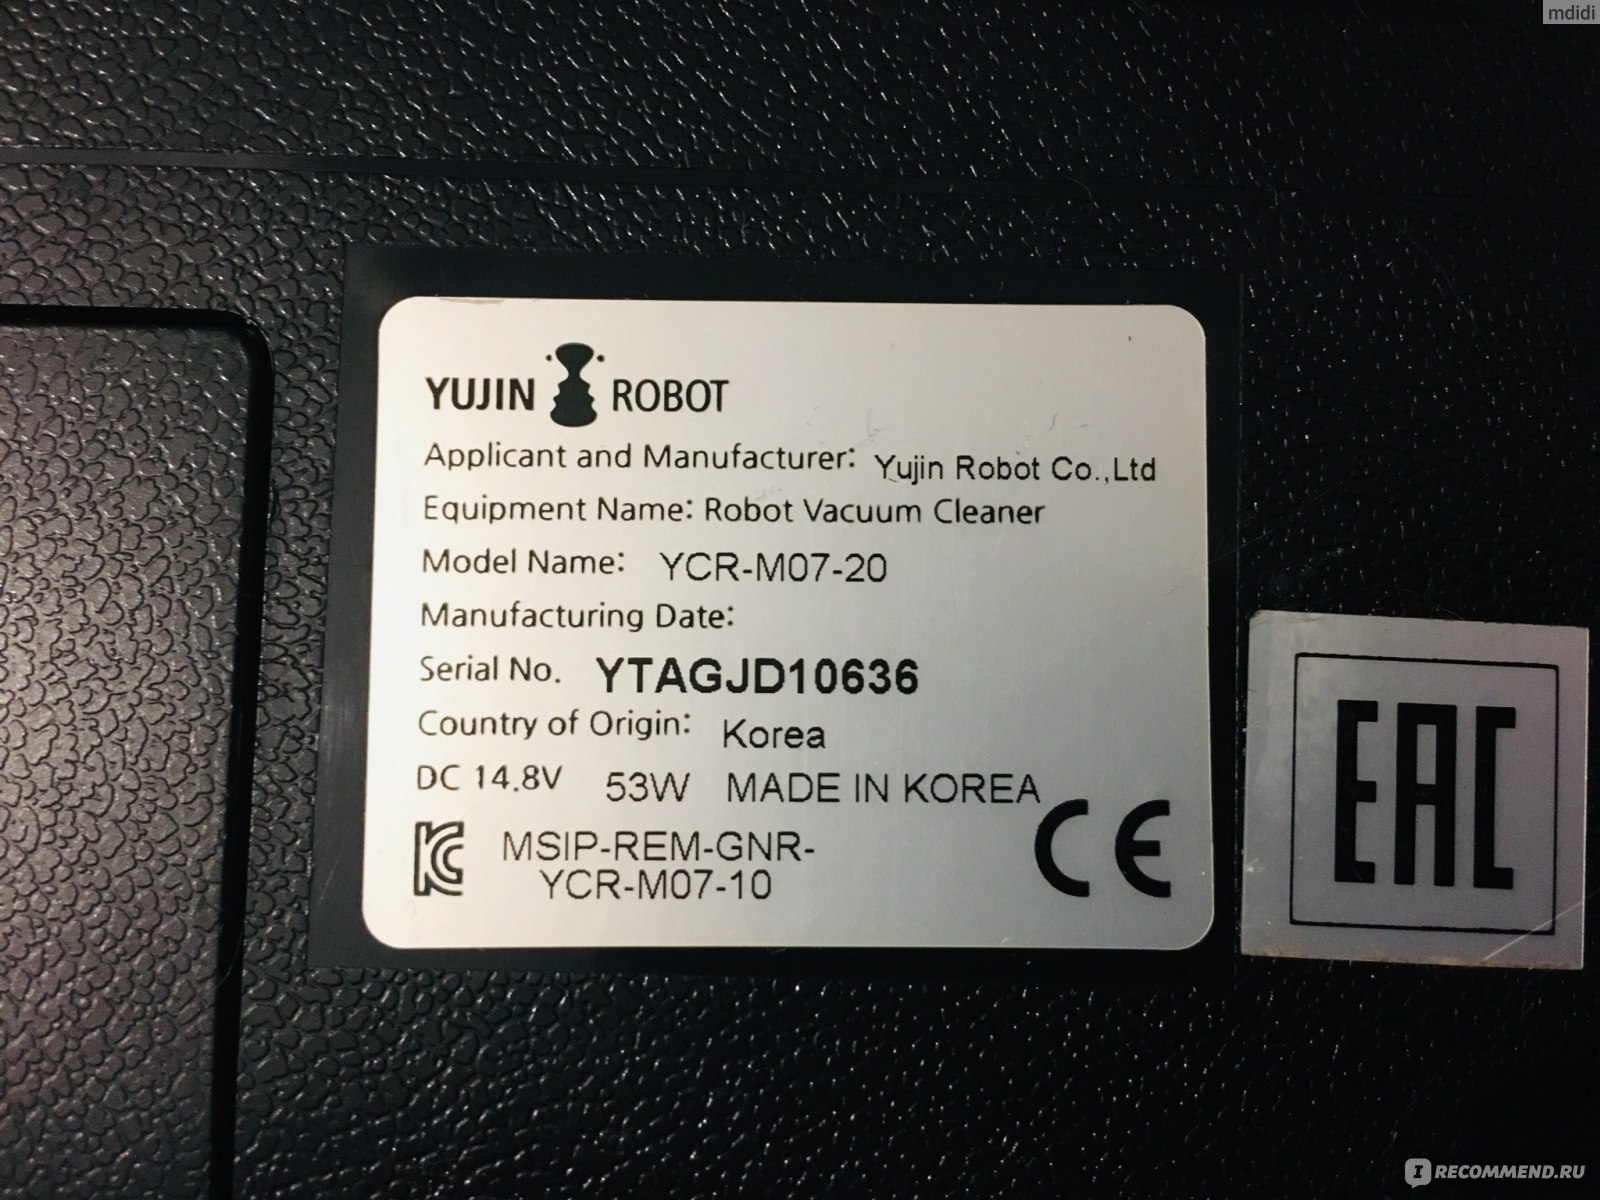 mdidi
YUJIN ROBOT
Applicant and Manufacturer: Yujin Robot Co.,Ltd
Equipment Name: Robot Vacuum Cleaner
Model Name: YCR-M07-20
Manufacturing Date:
Serial No. YTAGJD10636
Country of Origin: Korea
DC 14.8V 53W MADE IN KOREA
MSIP-REM-GNR-
YCR-M07-10
CE
EAC
IRECOMMEND.RU